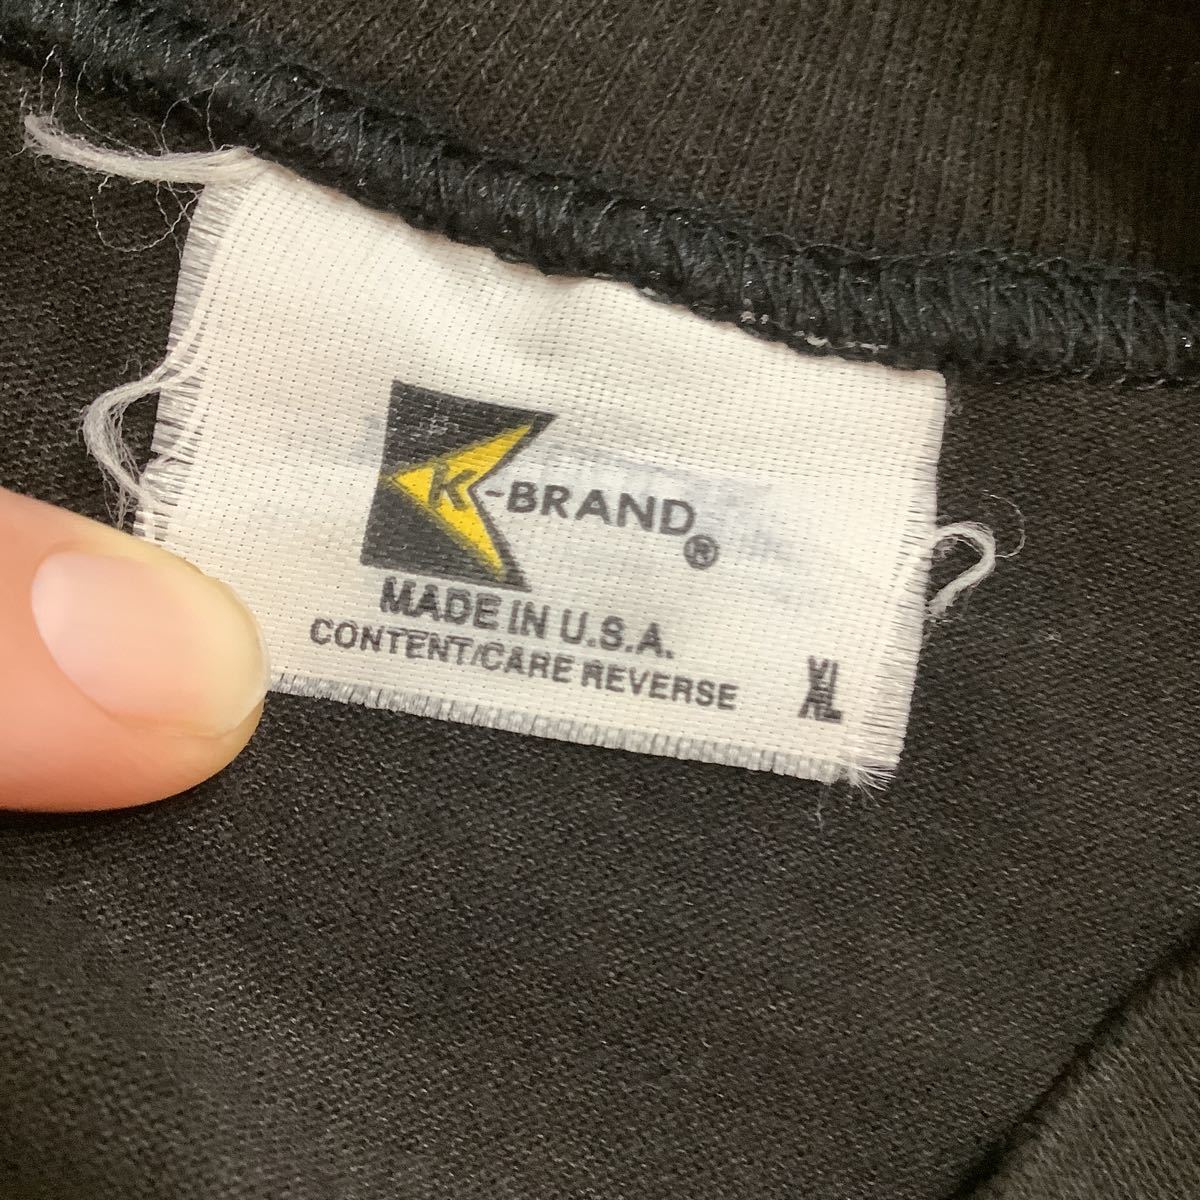 K-BRAND®
MADE IN U.S.A.
CONTENT/CARE REVERSE
XL